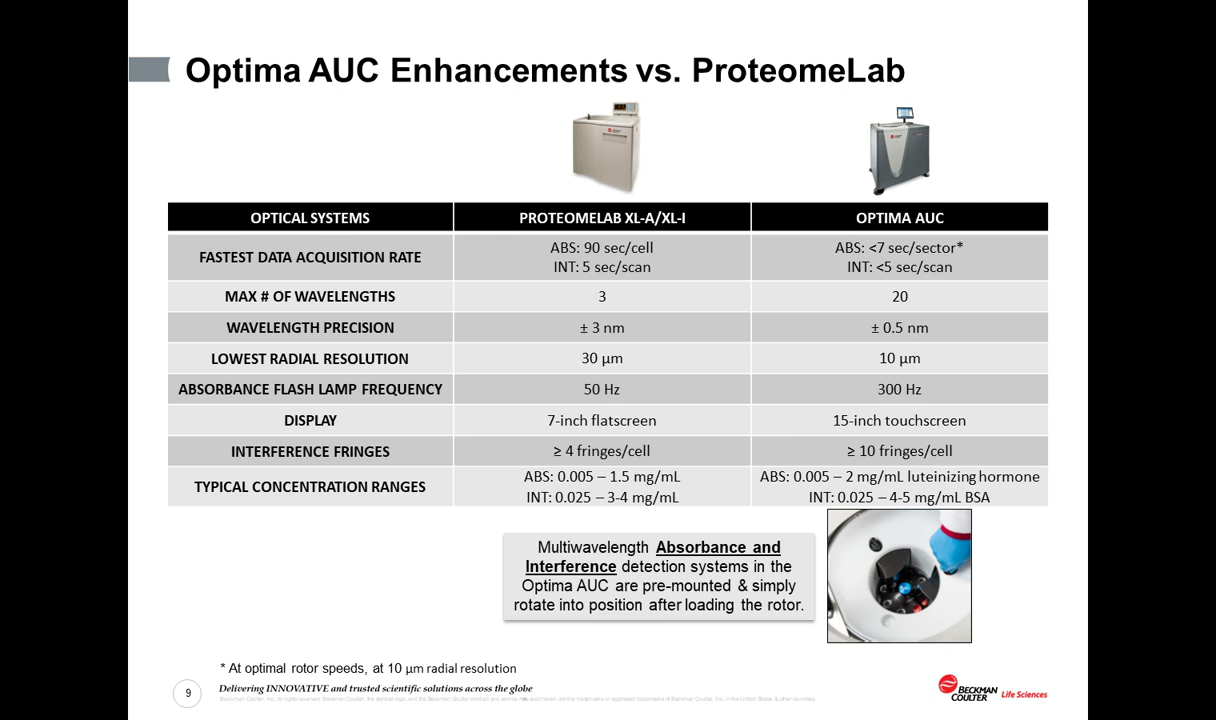 Optima AUC Enhancements vs. ProteomeLab
OPTICAL SYSTEMS PROTEOMELAB XL-A/XL-I OPTIMA AUC
FASTEST DATA ACQUISITION RATE
ABS: 90 sec/cell
INT: 5 sec/scan
ABS: <7 sec/sector*
INT: <5 sec/scan
MAX # OF WAVELENGTHS 3 20
WAVELENGTH PRECISION ± 3 nm ± 0.5 nm
LOWEST RADIAL RESOLUTION 30 µm 10 µm
ABSORBANCE FLASH LAMP FREQUENCY 50 Hz 300 Hz
DISPLAY 7-inch flatscreen 15-inch touchscreen
INTERFERENCE FRINGES ≥ 4 fringes/cell ≥ 10 fringes/cell
TYPICAL CONCENTRATION RANGES
ABS: 0.005 – 1.5 mg/mL
INT: 0.025 – 3-4 mg/mL
ABS: 0.005 – 2 mg/mL luteinizing hormone
INT: 0.025 – 4-5 mg/mL BSA
Multiwavelength Absorbance and
Interference detection systems in the
Optima AUC are pre-mounted & simply
rotate into position after loading the rotor.
* At optimal rotor speeds, at 10 µm radial resolution
9
Delivering INNOVATIVE and trusted scientific solutions across the globe
BECKMAN
COULTER Life Sciences